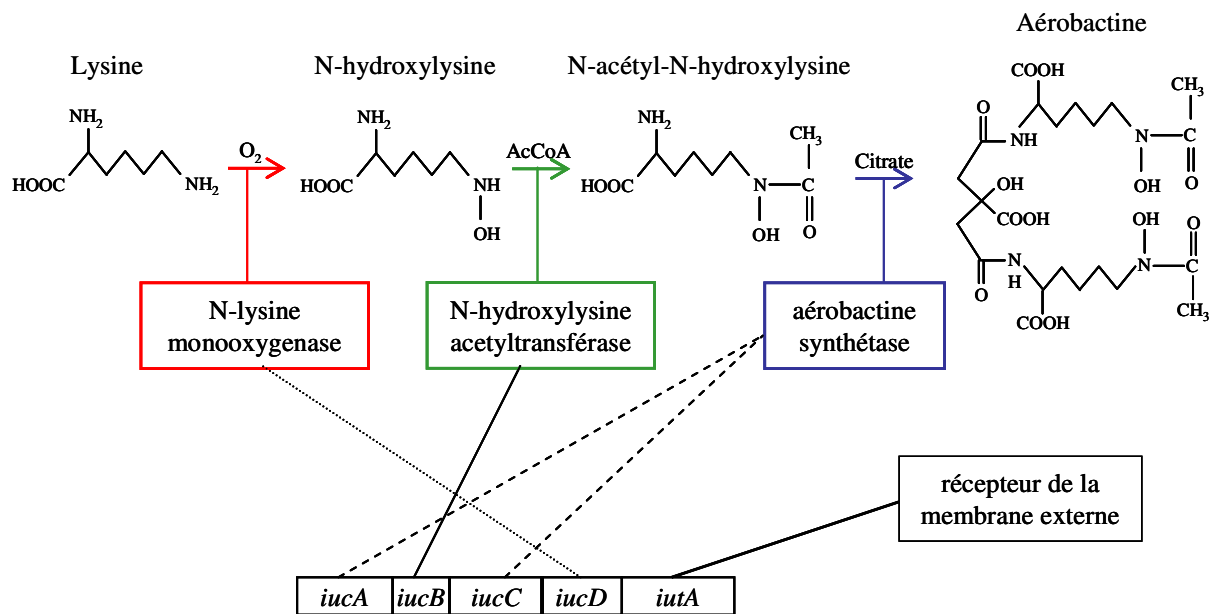 Aérobactine
Lysine
N-hydroxylysine
N-acétyl-N-hydroxylysine
NH2
HOOC
NH2
O2
NH2
HOOC
NH
OH
AcCoA
NH2
HOOC
N
OH
CH3
C
O
Citrate
COOH
O
NH
N
OH
CH3
C
O
OH
COOH
O
N
H
COOH
OH
N
O
C
CH3
N-lysine
monooxygenase
N-hydroxylysine
acetyltransférase
aérobactine
synthétase
récepteur de la
membrane externe
iucA iucB iucC iucD iutA